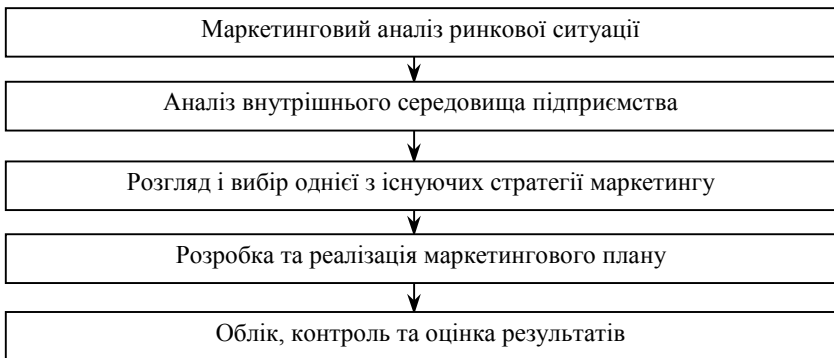 Маркетинговий аналіз ринкової ситуації
Аналіз внутрішнього середовища підприємства
Розгляд і вибір однієї з існуючих стратегії маркетингу
Розробка та реалізація маркетингового плану
Облік, контроль та оцінка результатів